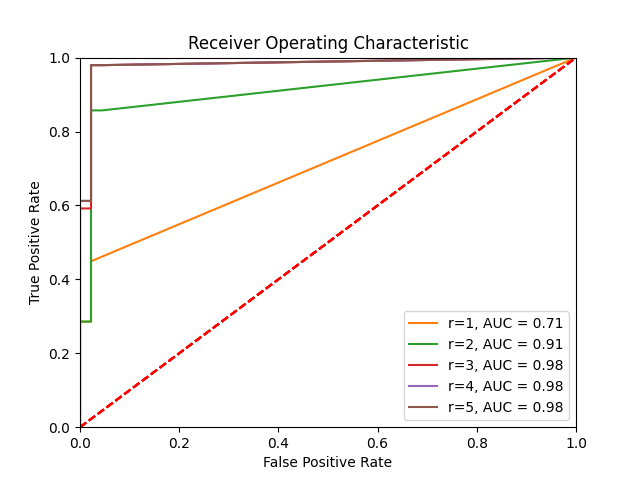 Receiver Operating Characteristic
True Positive Rate
1.0
0.8
0.6
0.4
0.2
0.0
r=1, AUC = 0.71
r=2, AUC = 0.91
r=3, AUC = 0.98
r=4, AUC = 0.98
r=5, AUC = 0.98
0.0 0.2 0.4 0.6 0.8 1.0
False Positive Rate